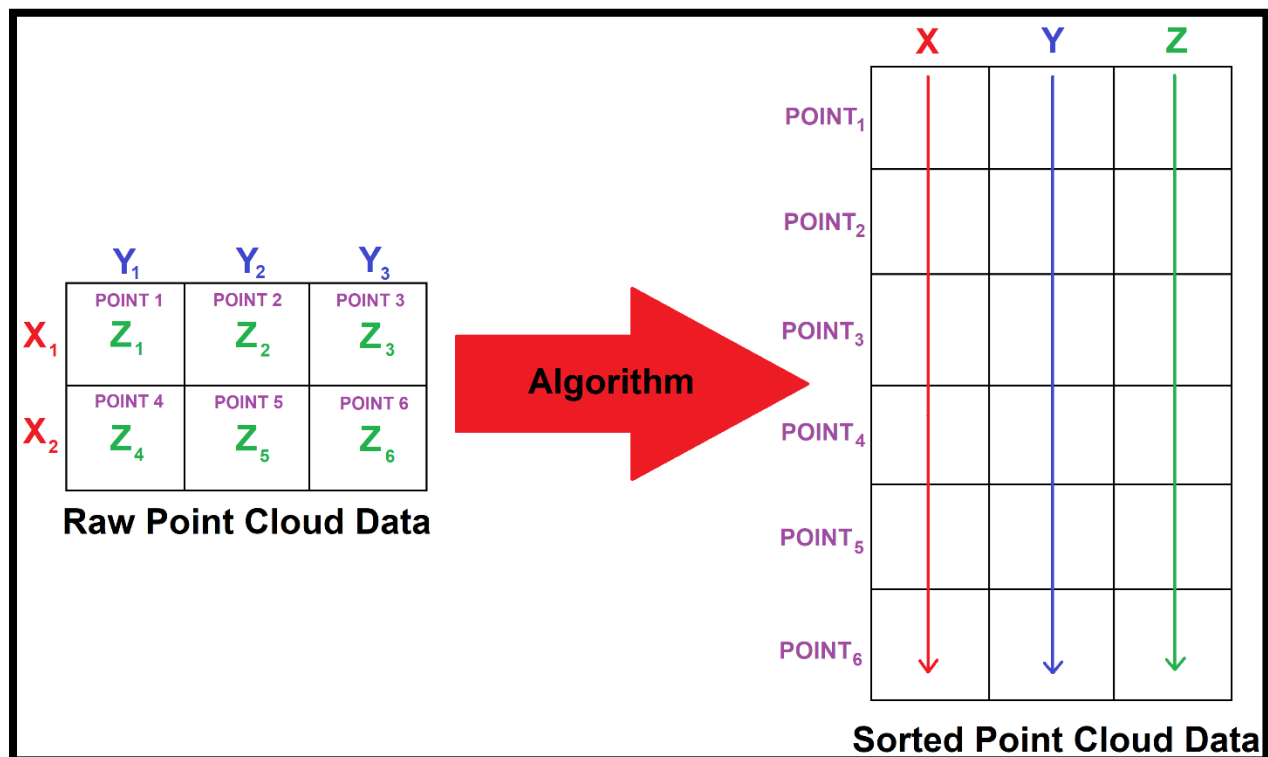 Y₁ Y₂ Y₃
X₁ POINT 1 POINT 2 POINT 3
Z₁ Z₂ Z₃
X₂ POINT 4 POINT 5 POINT 6
Z₄ Z₅ Z₆
Raw Point Cloud Data
Algorithm
X Y Z
POINT₁
POINT₂
POINT₃
POINT₄
POINT₅
POINT₆
Sorted Point Cloud Data